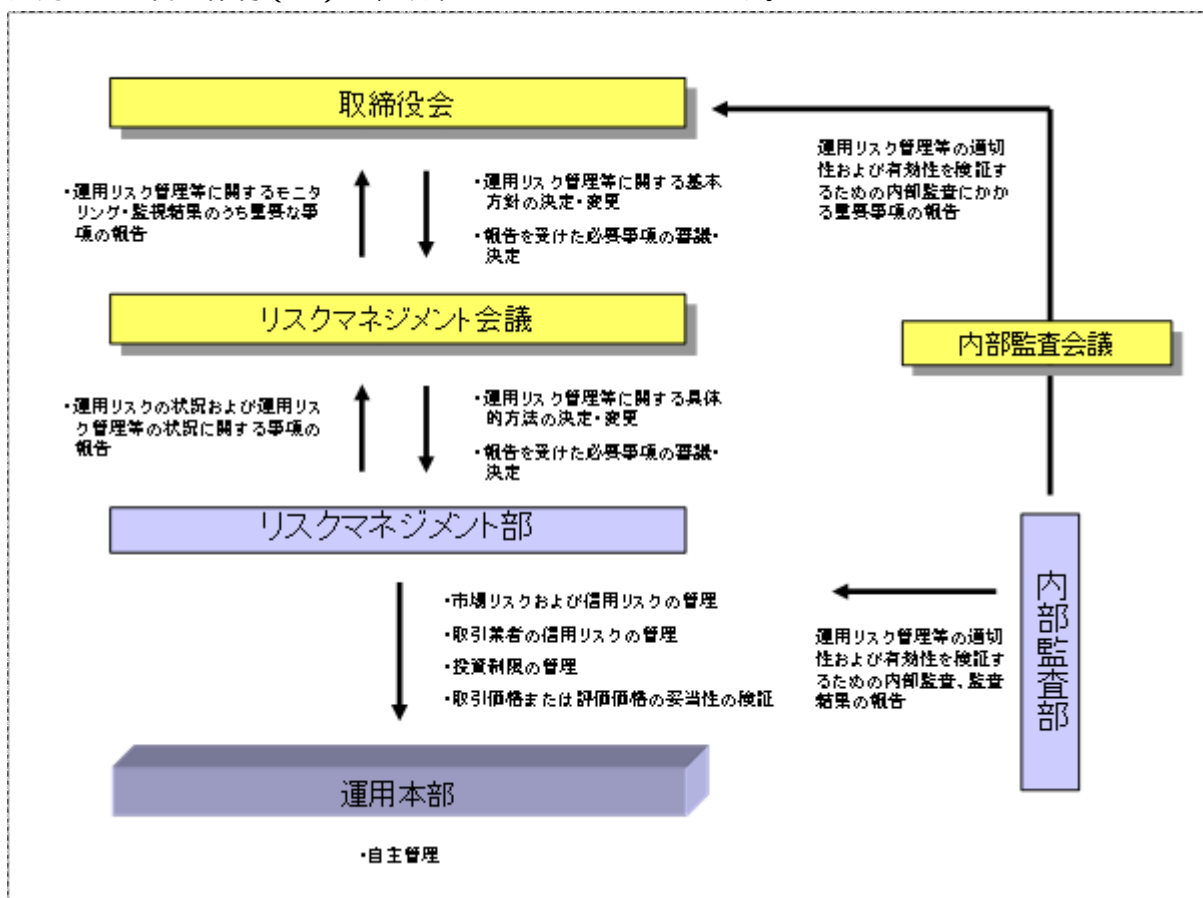 取締役会
・運用リスク管理等に関するモニタ
リング・監視結果のうち重要な事
項の報告
・運用リスク管理等に関する基本
方針の決定・変更
・報告を受けた必要事項の審議・
決定
運用リスク管理等の適切
性および有効性を検証す
るための内部監査にかか
る重要事項の報告
リスクマネジメント会議
内部監査会議
・運用リスクの状況および運用リス
ク管理等の状況に関する事項の
報告
・運用リスク管理等に関する具体
的方法の決定・変更
・報告を受けた必要事項の審議・
決定
リスクマネジメント部
・市場リスクおよび信用リスクの管理
・取引業者の信用リスクの管理
・投資制限の管理
・取引価格または評価価格の妥当性の検証
運用リスク管理等の適切
性および有効性を検証す
るための内部監査、監査
結果の報告
内部監査部
運用本部
・自主管理